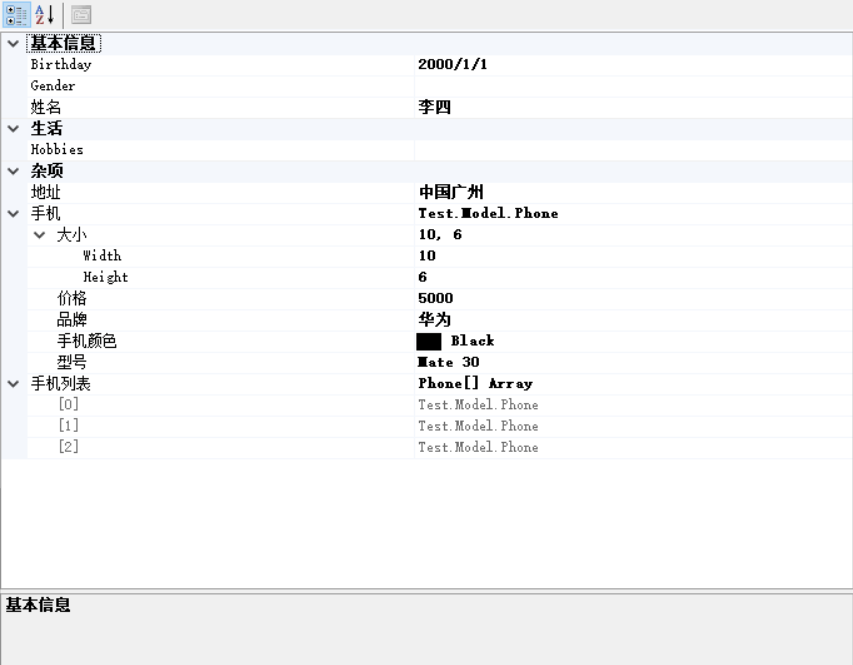 基本信息
Birthday 2000/1/1
Gender
姓名 李四
生活
Hobbies
杂项
地址 中国广州
手机 Test.Model.Phone
大小 10, 6
Width 10
Height 6
价格 5000
品牌 华为
手机颜色 Black
型号 Mate 30
手机列表 Phone[] Array
[0] Test.Model.Phone
[1] Test.Model.Phone
[2] Test.Model.Phone
基本信息